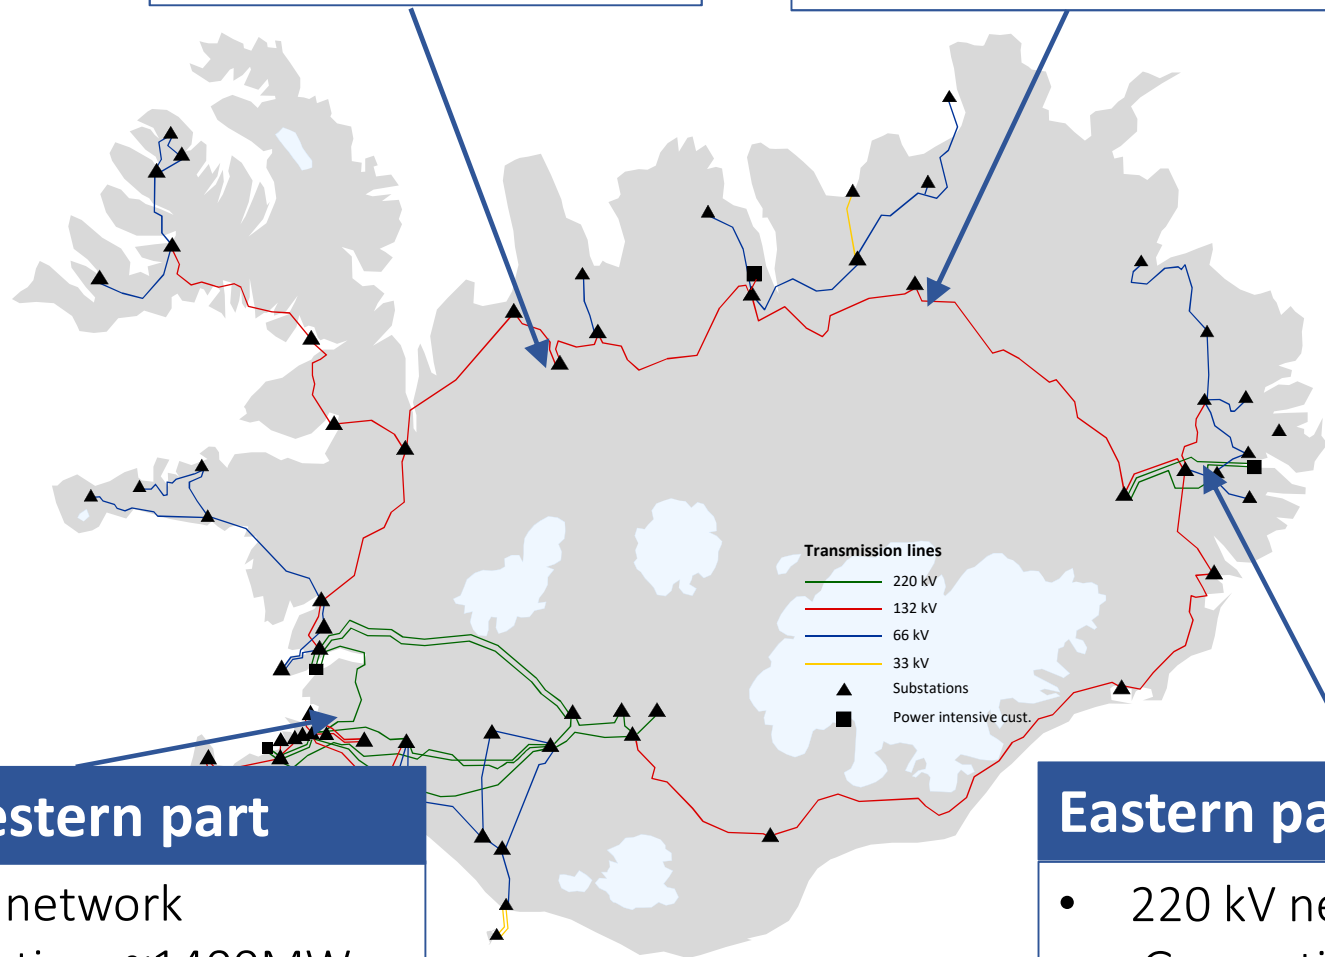 Transmission lines
220 kV
132 kV
66 kV
33 kV
Substations
Power intensive cust.
estern part
network
Eastern pa
• 220 kV ne